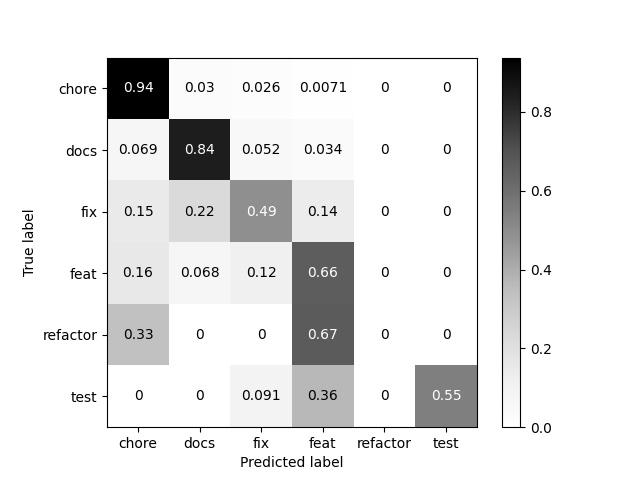 chore 0.94 0.03 0.026 0.0071 0 0
0.8
docs 0.069 0.84 0.052 0.034 0 0
0.6
fix 0.15 0.22 0.49 0.14 0 0
True label
feat 0.16 0.068 0.12 0.66 0 0
0.4
refactor 0.33 0 0 0.67 0 0
0.2
test 0 0 0.091 0.36 0 0.55
0.0
chore docs fix feat refactor test
Predicted label